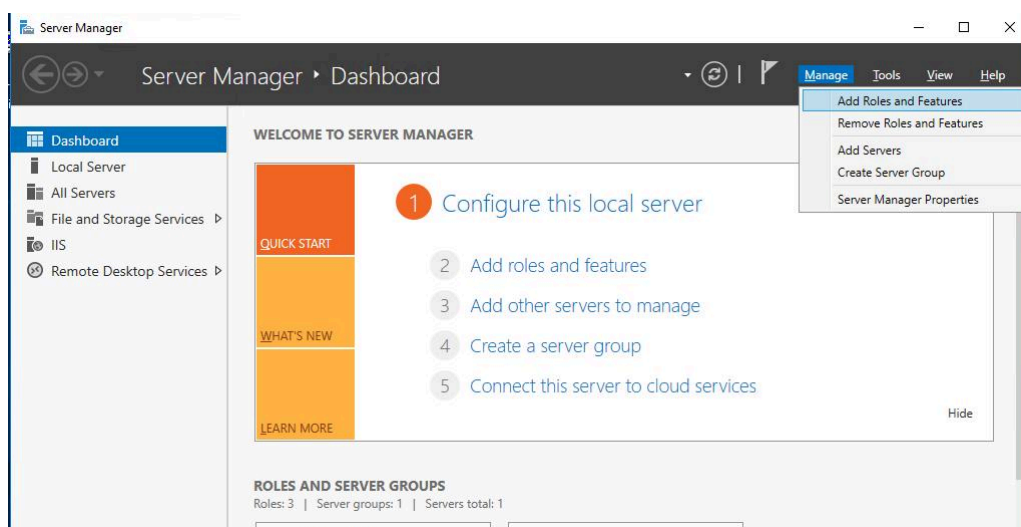 Server Manager
Server Manager • Dashboard
Manage Tools View Help
Add Roles and Features
Remove Roles and Features
Add Servers
Create Server Group
Server Manager Properties
Dashboard
Local Server
All Servers
File and Storage Services
IIS
Remote Desktop Services
WELCOME TO SERVER MANAGER
QUICK START
WHAT'S NEW
LEARN MORE
1 Configure this local server
2 Add roles and features
3 Add other servers to manage
4 Create a server group
5 Connect this server to cloud services
Hide
ROLES AND SERVER GROUPS
Roles: 3 | Server groups: 1 | Servers total: 1